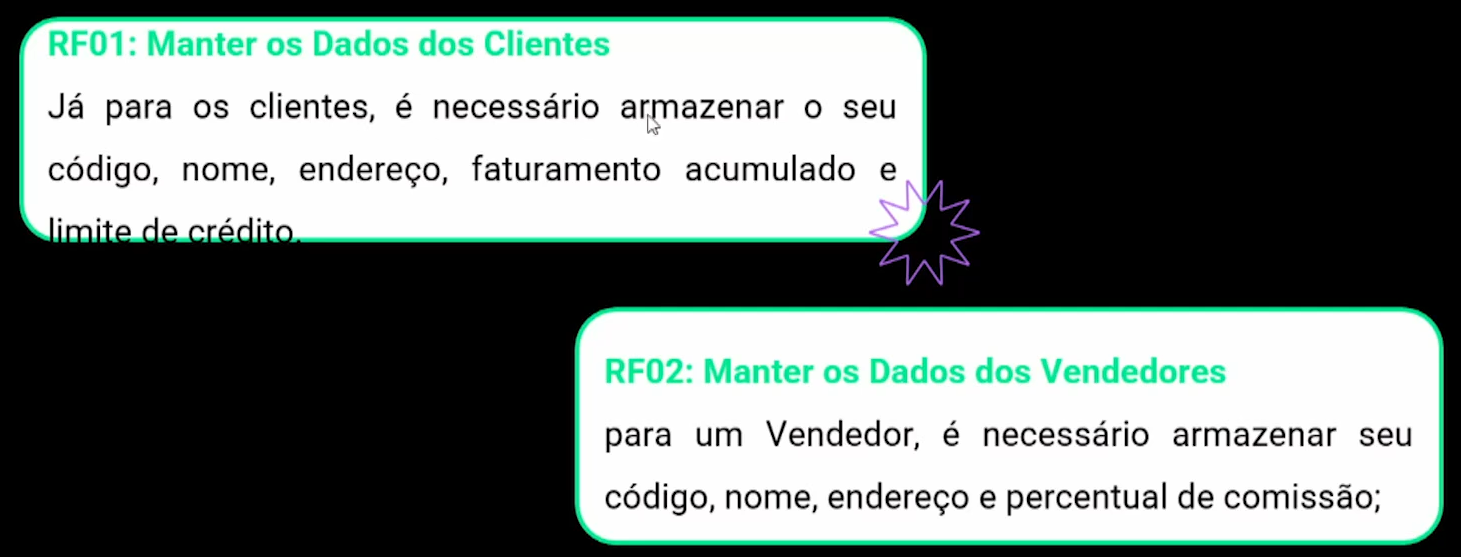 RF01: Manter os Dados dos Clientes
Já para os clientes, é necessário armazenar o seu
código, nome, endereço, faturamento acumulado e
limite de crédito.
RF02: Manter os Dados dos Vendedores
para um Vendedor, é necessário armazenar seu
código, nome, endereço e percentual de comissão;